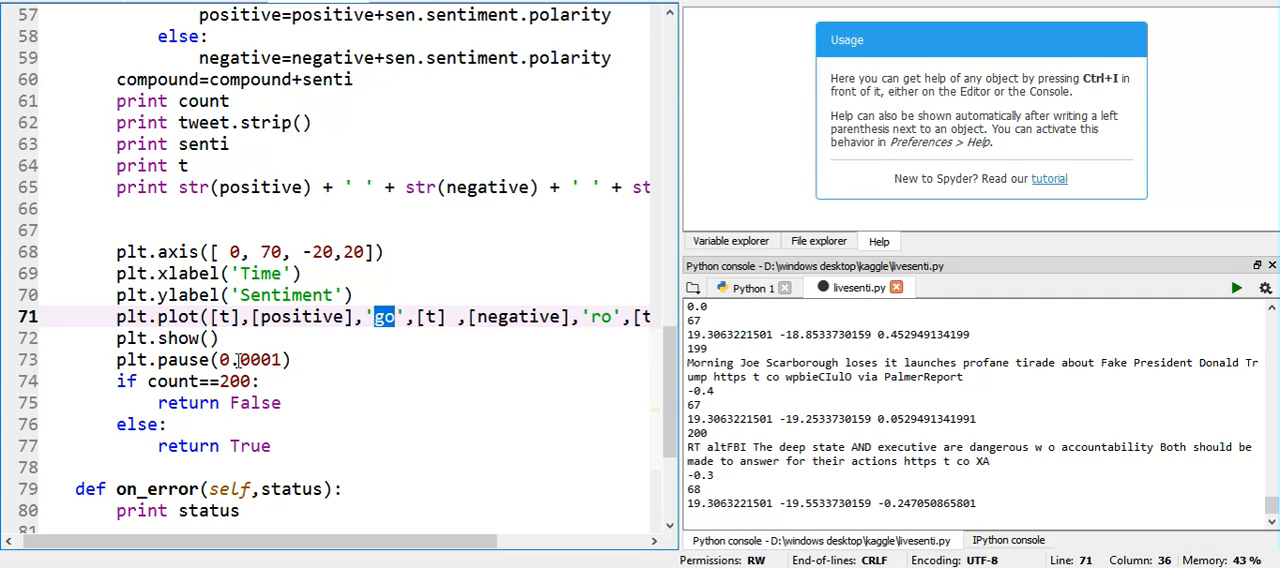 57 positive=positive+sen.sentiment.polarity
58 else:
59 negative=negative+sen.sentiment.polarity
60 compound=compound+senti
61 print count
62 print tweet.strip()
63 print senti
64 print t
65 print str(positive) + ' ' + str(negative) + ' ' + st
66
67
68 plt.axis([ 0, 70, -20,20])
69 plt.xlabel('Time')
70 plt.ylabel('Sentiment')
71 plt.plot([t],[positive],'go',[t] ,[negative],'ro',[t
72 plt.show()
73 plt.pause(0.0001)
74 if count==200:
75 return False
76 else:
77 return True
78
79 def on_error(self,status):
80 print status
81
Usage
Here you can get help of any object by pressing Ctrl+I in
front of it, either on the Editor or the Console.
Help can also be shown automatically after writing a left
parenthesis next to an object. You can activate this
behavior in Preferences > Help.
New to Spyder? Read our tutorial
Variable explorer File explorer Help
Python console - D:\windows desktop\kaggle\livesenti.py
Python 1 livesenti.py
0.0
67
19.3063221501 -18.8533730159 0.452949134199
199
Morning Joe Scarborough loses it launches profane tirade about Fake President Donald Tr
ump https t co wpbieCIulO via PalmerReport
-0.4
67
19.3063221501 -19.2533730159 0.0529491341991
200
RT altFBI The deep state AND executive are dangerous w o accountability Both should be
made to answer for their actions https t co XA
-0.3
68
19.3063221501 -19.5533730159 -0.247050865801
Python console - D:\windows desktop\kaggle\livesenti.py IPython console
Permissions: RW End-of-lines: CRLF Encoding: UTF-8 Line: 71 Column: 36 Memory: 43 %